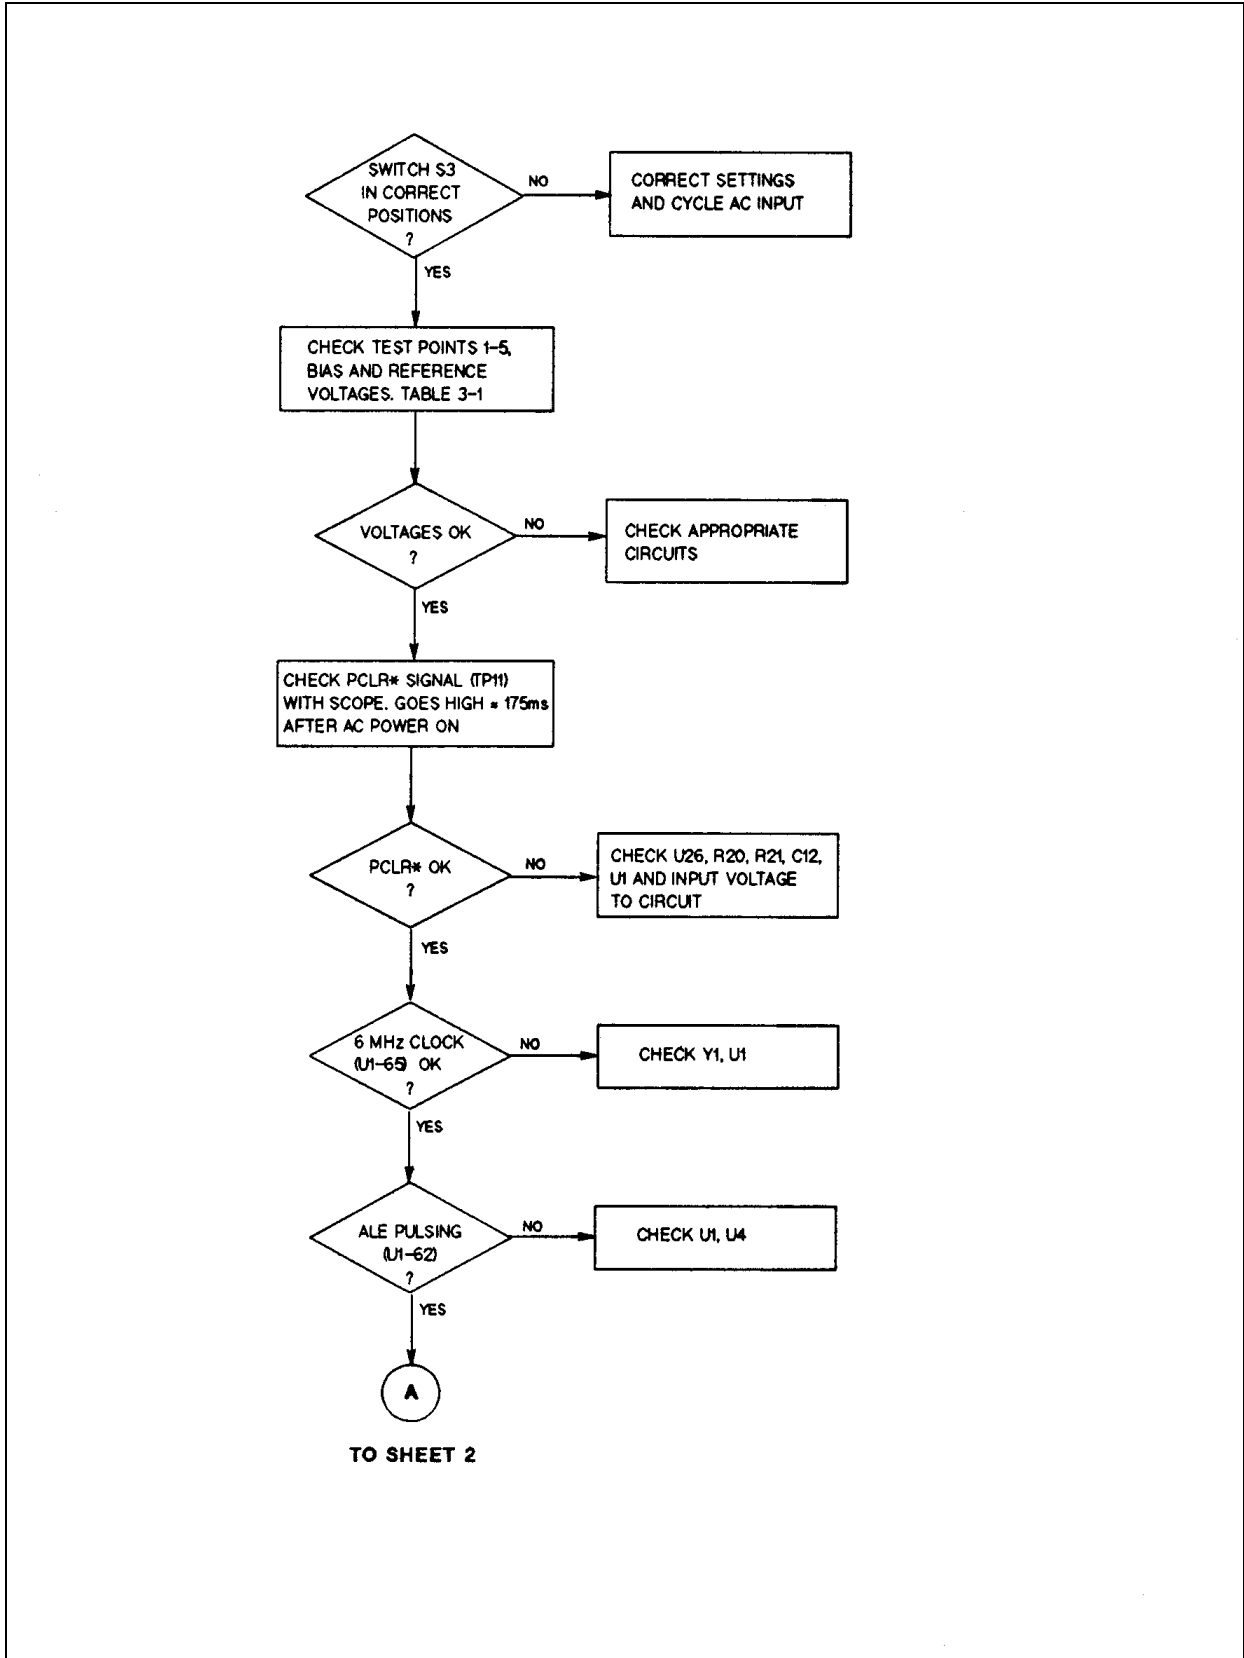 SWITCH S3
IN CORRECT
POSITIONS
?
NO
CORRECT SETTINGS
AND CYCLE AC INPUT
YES
CHECK TEST POINTS 1-5,
BIAS AND REFERENCE
VOLTAGES. TABLE 3-1
VOLTAGES OK
?
NO
CHECK APPROPRIATE
CIRCUITS
YES
CHECK PCLR* SIGNAL (TP11)
WITH SCOPE. GOES HIGH ≈ 175ms
AFTER AC POWER ON
PCLR* OK
?
NO
CHECK U26, R20, R21, C12,
U1 AND INPUT VOLTAGE
TO CIRCUIT
YES
6 MHz CLOCK
(U1-65) OK
?
NO
CHECK Y1, U1
YES
ALE PULSING
(U1-62)
?
NO
CHECK U1, U4
YES
A
TO SHEET 2